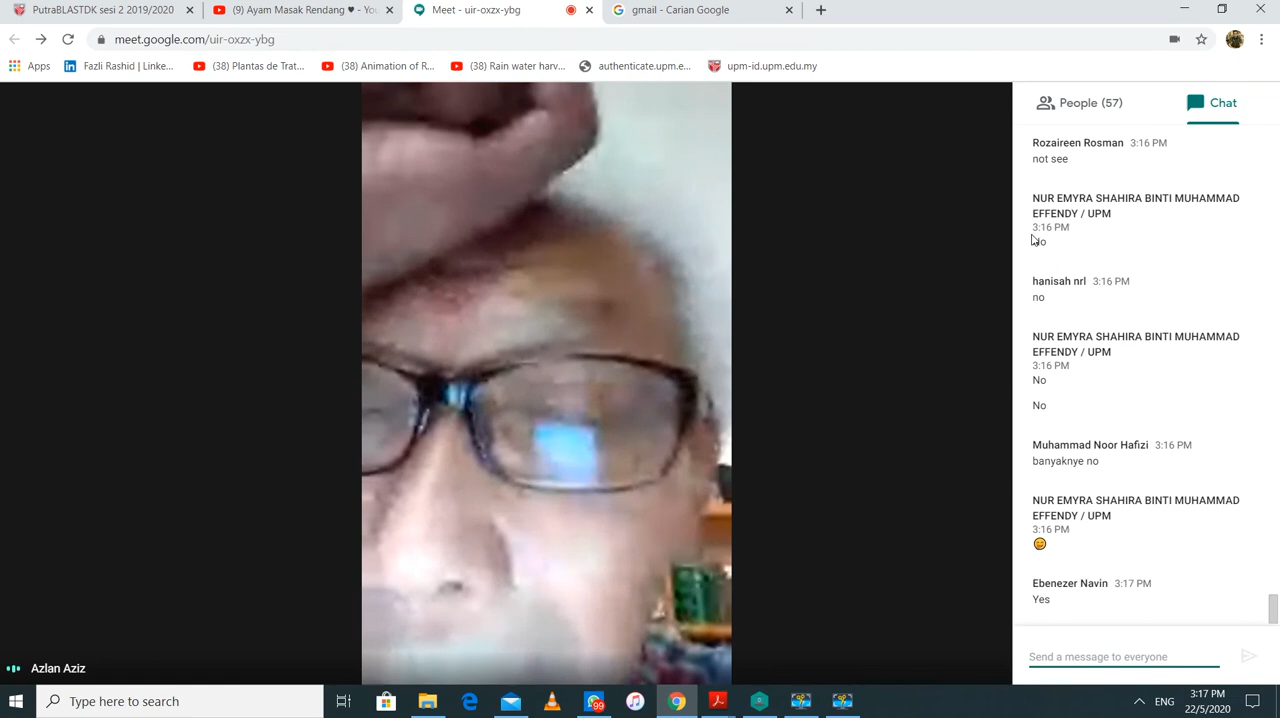 PutraBLASTDK sesi 2 2019/2020
(9) Ayam Masak Rendang ♥ - Yo
Meet - uir-oxzx-ybg
gmail - Carian Google
meet.google.com/uir-oxzx-ybg
Apps
Fazli Rashid | Linke...
(38) Plantas de Trat...
(38) Animation of R...
(38) Rain water harv...
authenticate.upm.e...
upm-id.upm.edu.my
People (57)
Chat
Rozaireen Rosman 3:16 PM
not see
NUR EMYRA SHAHIRA BINTI MUHAMMAD
EFFENDY / UPM
3:16 PM
No
hanisah nrl 3:16 PM
no
NUR EMYRA SHAHIRA BINTI MUHAMMAD
EFFENDY / UPM
3:16 PM
No
No
Muhammad Noor Hafizi 3:16 PM
banyaknye no
NUR EMYRA SHAHIRA BINTI MUHAMMAD
EFFENDY / UPM
3:16 PM
Ebenezer Navin 3:17 PM
Yes
Send a message to everyone
Azlan Aziz
Type here to search
99
ENG
3:17 PM
22/5/2020